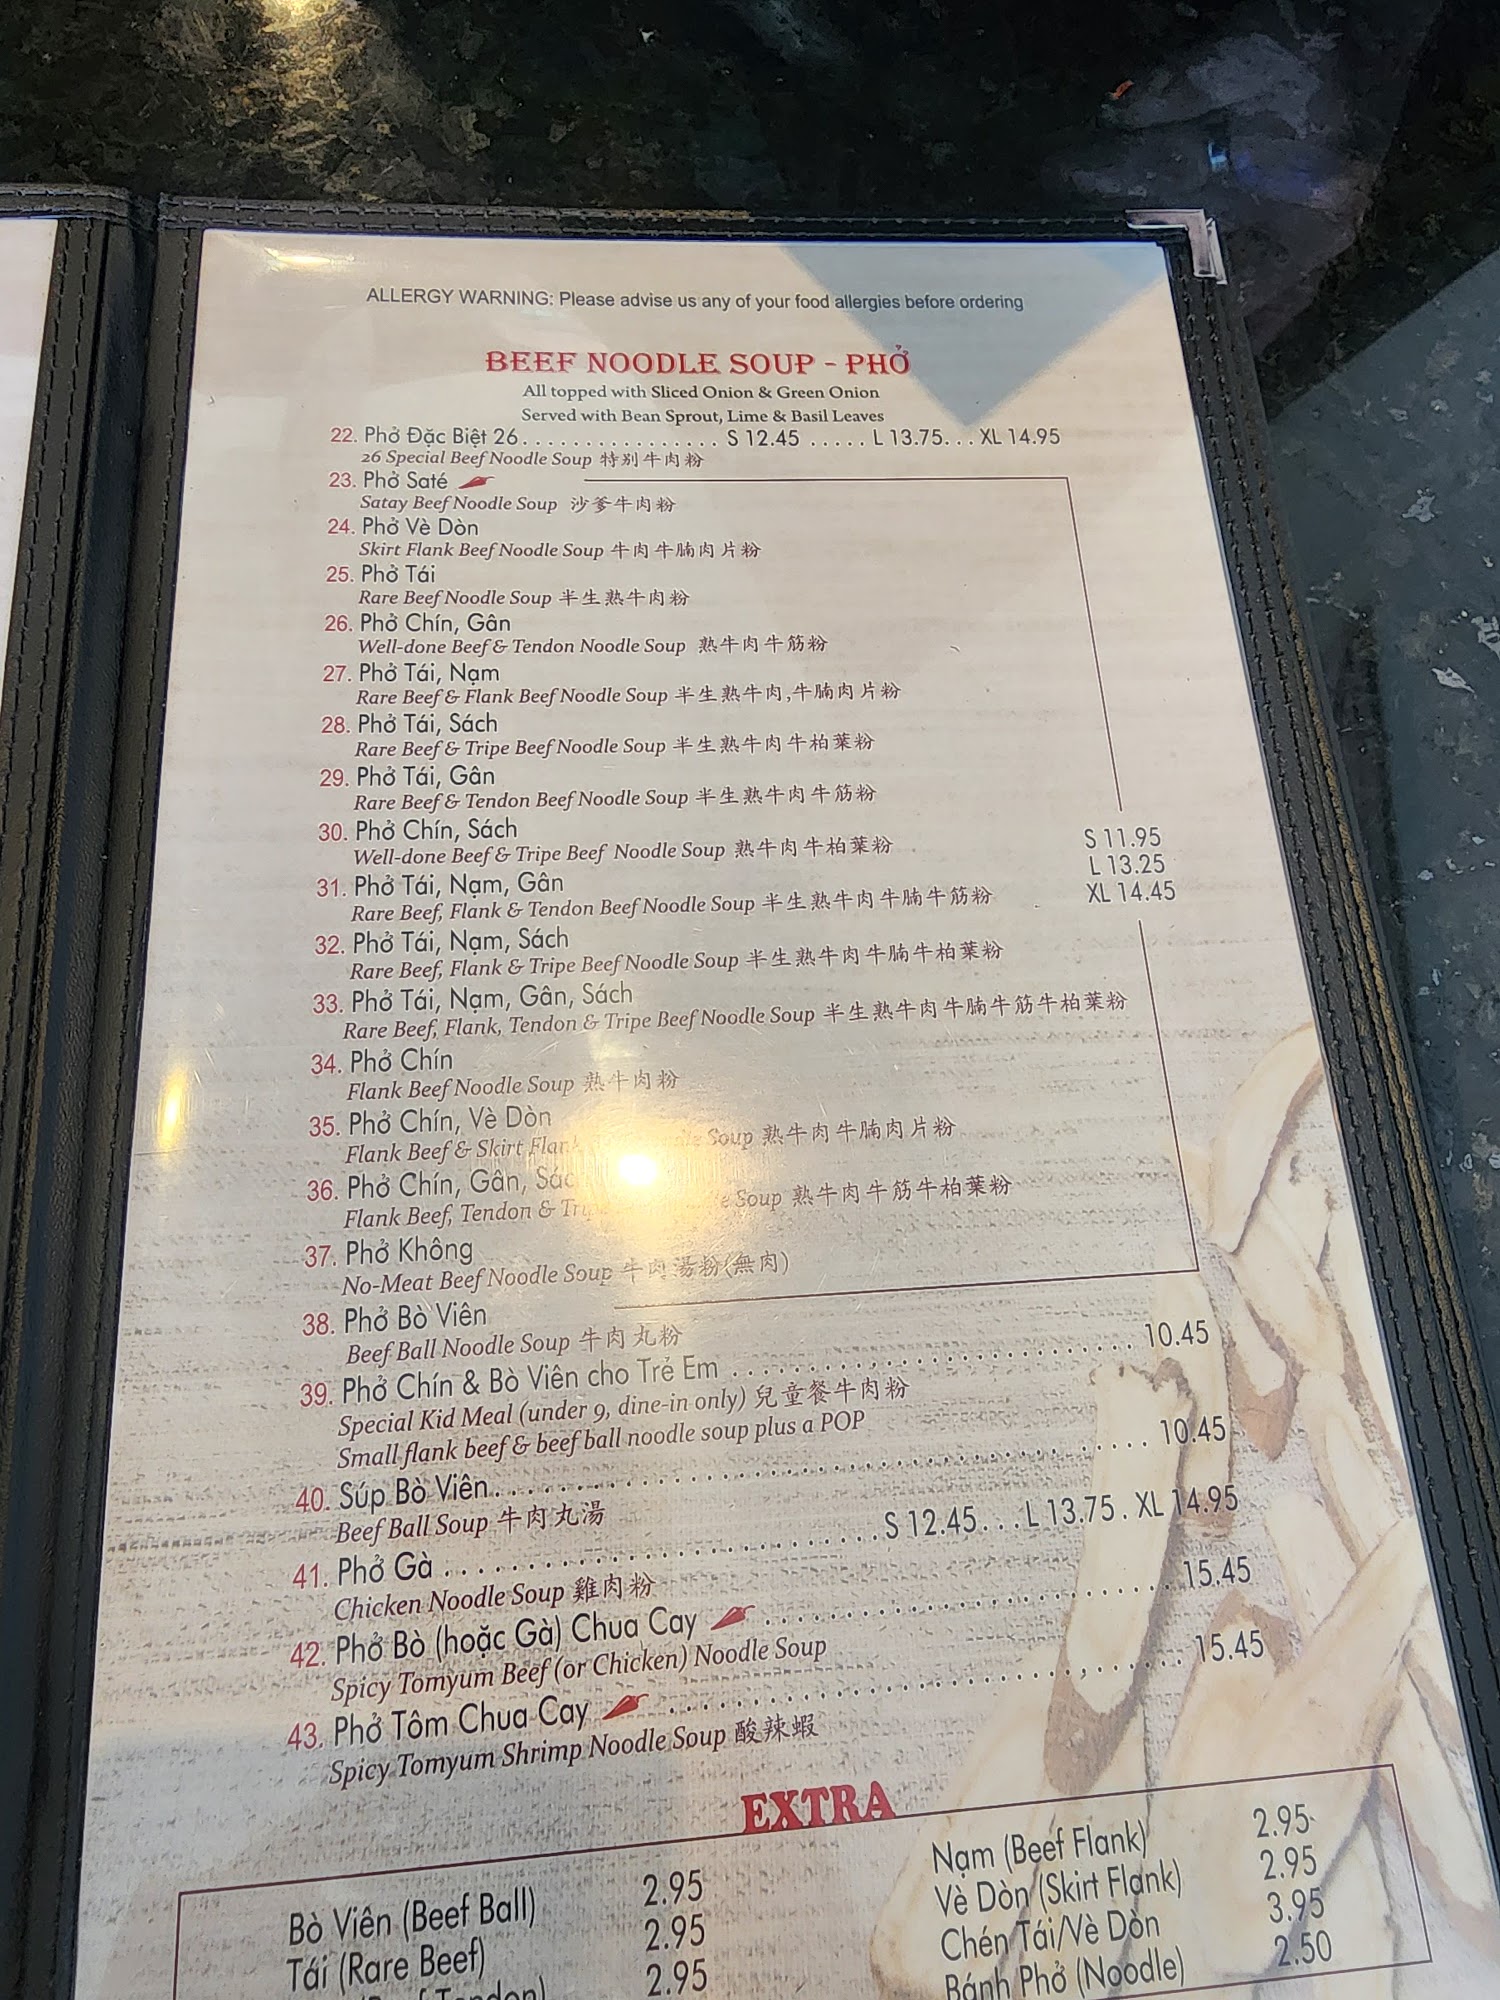 ALLERGY WARNING: Please advise us any of your food allergies before ordering
BEEF NOODLE SOUP - PHỞ
All topped with Sliced Onion & Green Onion
Served with Bean Sprout, Lime & Basil Leaves
22. Phở Đặc Biệt 26................. S 12.45 ..... L 13.75... XL 14.95
26 Special Beef Noodle Soup 特别牛肉粉
23. Phở Saté
Satay Beef Noodle Soup 沙爹牛肉粉
24. Phở Vè Dòn
Skirt Flank Beef Noodle Soup 牛肉牛腩肉片粉
25. Phở Tái
Rare Beef Noodle Soup 半生熟牛肉粉
26. Phở Chín, Gân
Well-done Beef & Tendon Noodle Soup 熟牛肉牛筋粉
27. Phở Tái, Nạm
Rare Beef & Flank Beef Noodle Soup 半生熟牛肉,牛腩肉片粉
28. Phở Tái, Sách
Rare Beef & Tripe Beef Noodle Soup 半生熟牛肉牛柏葉粉
29. Phở Tái, Gân
Rare Beef & Tendon Beef Noodle Soup 半生熟牛肉牛筋粉
30. Phở Chín, Sách
Well-done Beef & Tripe Beef Noodle Soup 熟牛肉牛柏葉粉
S 11.95
L 13.25
XL 14.45
31. Phở Tái, Nạm, Gân
Rare Beef, Flank & Tendon Beef Noodle Soup 半生熟牛肉牛腩牛筋粉
32. Phở Tái, Nạm, Sách
Rare Beef, Flank & Tripe Beef Noodle Soup 半生熟牛肉牛腩牛柏葉粉
33. Phở Tái, Nạm, Gân, Sách
Rare Beef, Flank, Tendon & Tripe Beef Noodle Soup 半生熟牛肉牛腩牛筋牛柏葉粉
34. Phở Chín
Flank Beef Noodle Soup 熟牛肉粉
35. Phở Chín, Vè Dòn
Flank Beef & Skirt Flank Soup 熟牛肉牛腩肉片粉
36. Phở Chín, Gân,
Flank Beef, Tendon & Soup 熟牛肉牛筋牛柏葉粉
37. Phở Không
No-Meat Beef Noodle Soup 牛肉湯粉(無肉)
38. Phở Bò Viên
Beef Ball Noodle Soup 牛肉丸粉
39. Phở Chín & Bò Viên cho Trẻ Em .......................... 10.45
Special Kid Meal (under 9, dine-in only) 兒童餐牛肉粉
Small flank beef & beef ball noodle soup plus a POP
40. Súp Bò Viên.......................................... 10.45
Beef Ball Soup 牛肉丸湯
41. Phở Gà ............................S 12.45...L 13.75 . XL 14.95
Chicken Noodle Soup 雞肉粉
42. Phở Bò (hoặc Gà) Chua Cay .......................... 15.45
Spicy Tomyum Beef (or Chicken) Noodle Soup
43. Phở Tôm Chua Cay ................................ 15.45
Spicy Tomyum Shrimp Noodle Soup 酸辣蝦
EXTRA
Bò Viên (Beef Ball) 2.95
Tái (Rare Beef) 2.95
2.95
Nạm (Beef Flank) 2.95
Vè Dòn (Skirt Flank) 2.95
Chén Tái/Vè Dòn 3.95
Bánh Phở (Noodle) 2.50